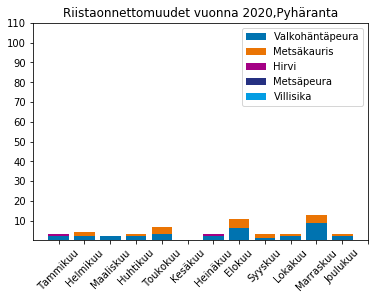 Riistaonnettomuudet vuonna 2020,Pyhäranta
110
100
90
80
70
60
50
40
30
20
10
Valkohäntäpeura
Metsäkauris
Hirvi
Metsäpeura
Villisika
Tammikuu
Helmikuu
Maaliskuu
Huhtikuu
Toukokuu
Kesäkuu
Heinäkuu
Elokuu
Syyskuu
Lokakuu
Marraskuu
Joulukuu